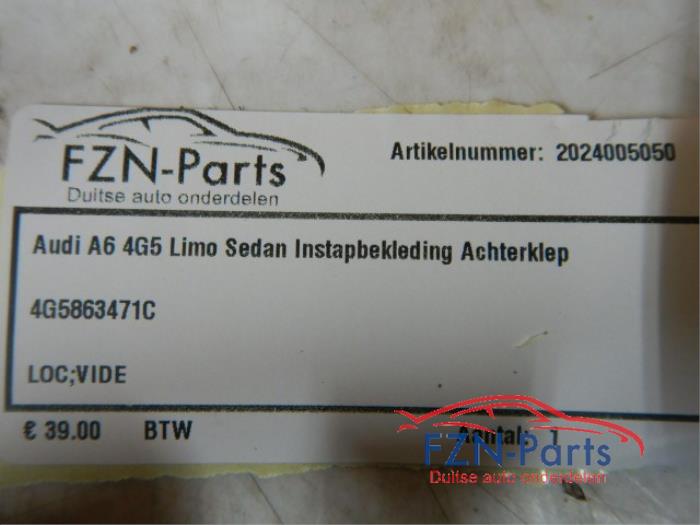 FZN-Parts
Duitse auto onderdelen
Artikelnummer: 2024005050
Audi A6 4G5 Limo Sedan Instapbekleding Achterklep
4G5863471C
LOC;VIDE
€ 39.00 BTW Aantal: 1
FZN-Parts
Duitse auto onderdelen